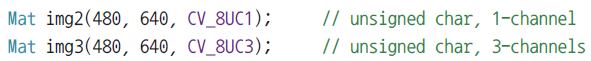 Mat img2(480, 640, CV_8UC1);     // unsigned char, 1-channel
Mat img3(480, 640, CV_8UC3);     // unsigned char, 3-channels